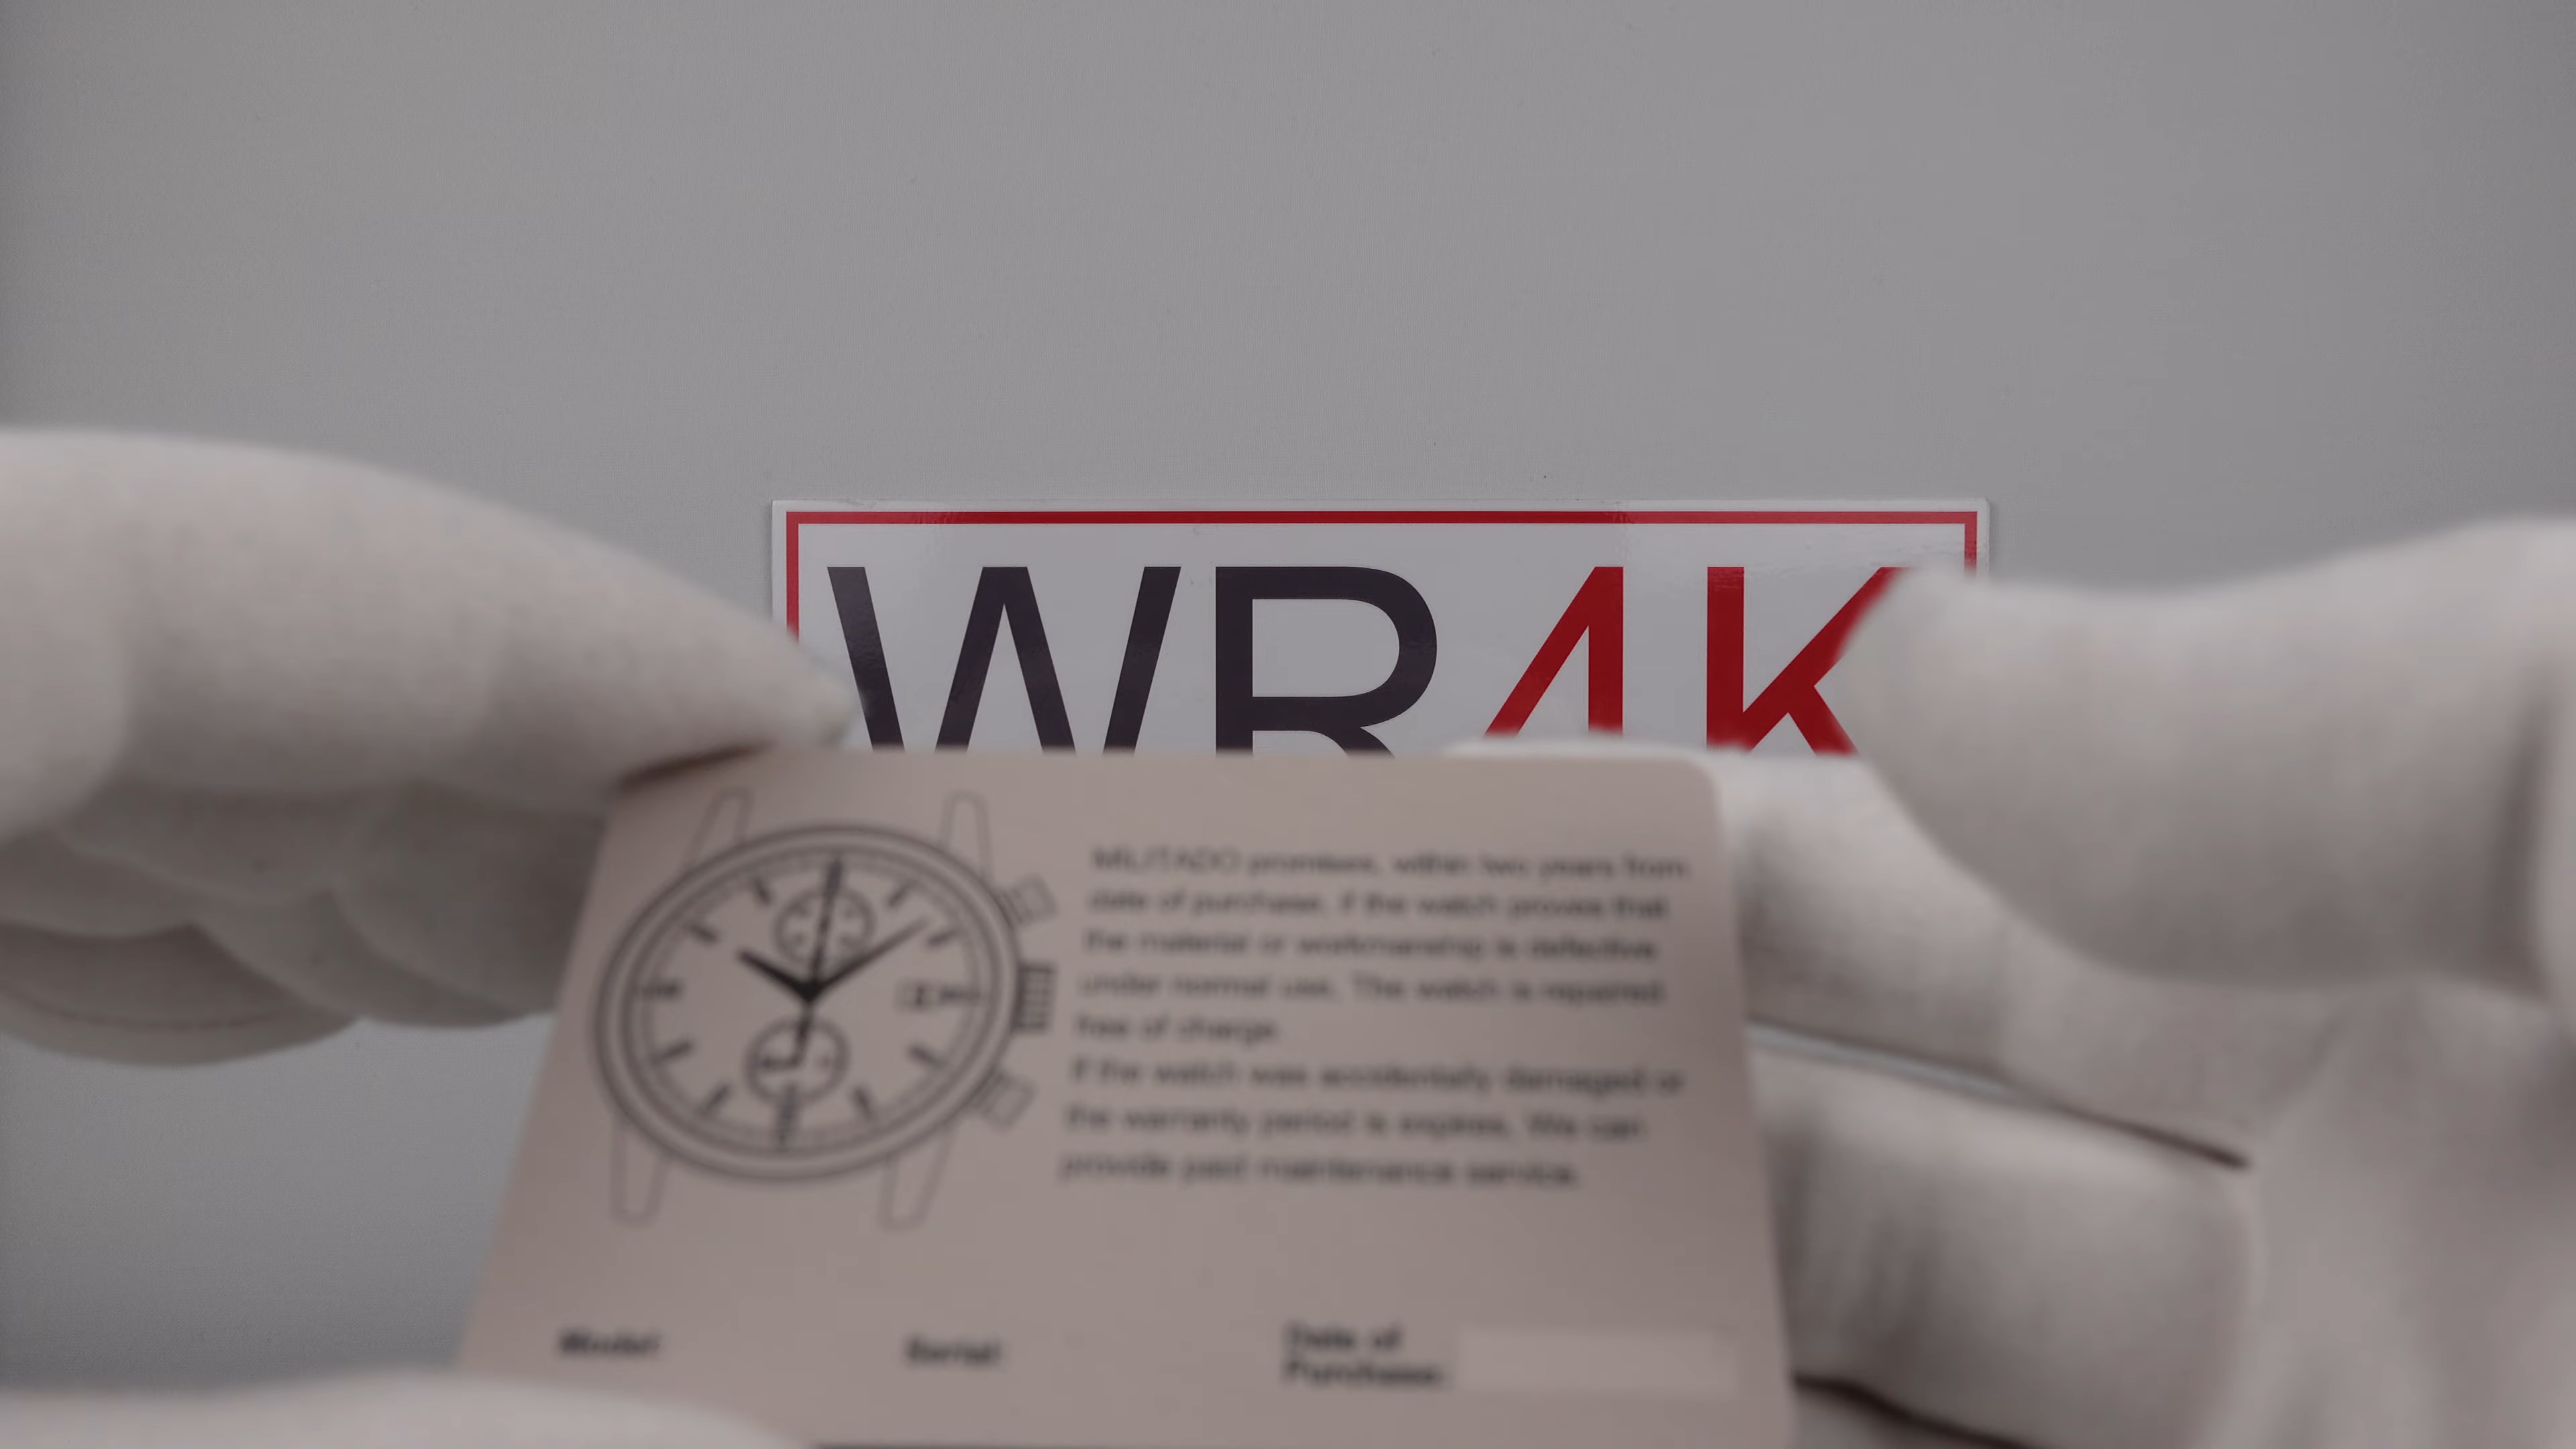 WR4K
MILITADO promises, within two years from
date of purchase, if the watch proves that
the material or workmanship is defective
under normal use, The watch is repaired
free of charge.
If the watch was accidentally damaged or
the warranty period is expires, We can
provide paid maintenance service.
Model:
Serial:
Date of
Purchase: